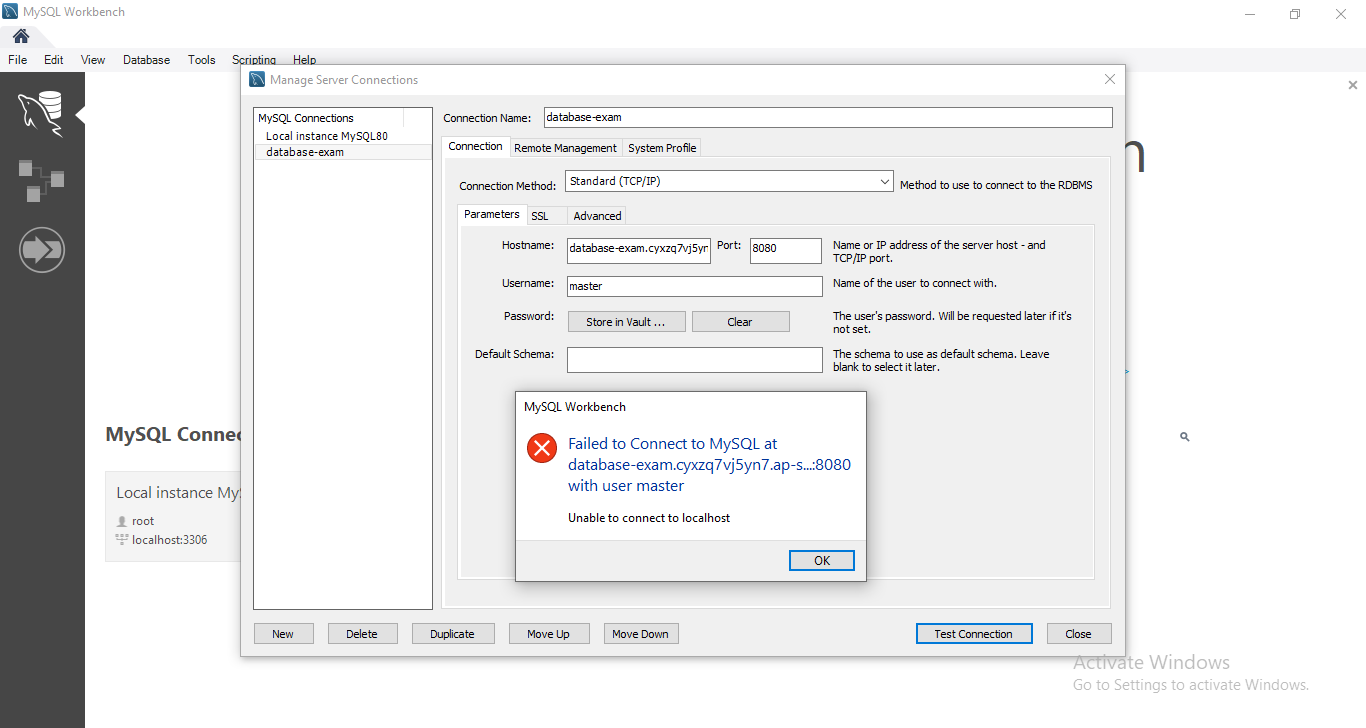 MySQL Workbench
File Edit View Database Tools Scripting Help
Manage Server Connections
MySQL Connections
Local instance MySQL80
database-exam
Connection Name: database-exam
Connection Remote Management System Profile
Connection Method: Standard (TCP/IP) Method to use to connect to the RDBMS
Parameters SSL Advanced
Hostname: database-exam.cyxzq7vj5yn Port: 8080 Name or IP address of the server host - and
TCP/IP port.
Username: master Name of the user to connect with.
Password: Store in Vault ... Clear The user's password. Will be requested later if it's
not set.
Default Schema: The schema to use as default schema. Leave
blank to select it later.
MySQL Workbench
Failed to Connect to MySQL at
database-exam.cyxzq7vj5yn7.ap-s...:8080
with user master
Unable to connect to localhost
OK
New Delete Duplicate Move Up Move Down Test Connection Close
MySQL Connec
Local instance My
root
localhost:3306
Activate Windows
Go to Settings to activate Windows.